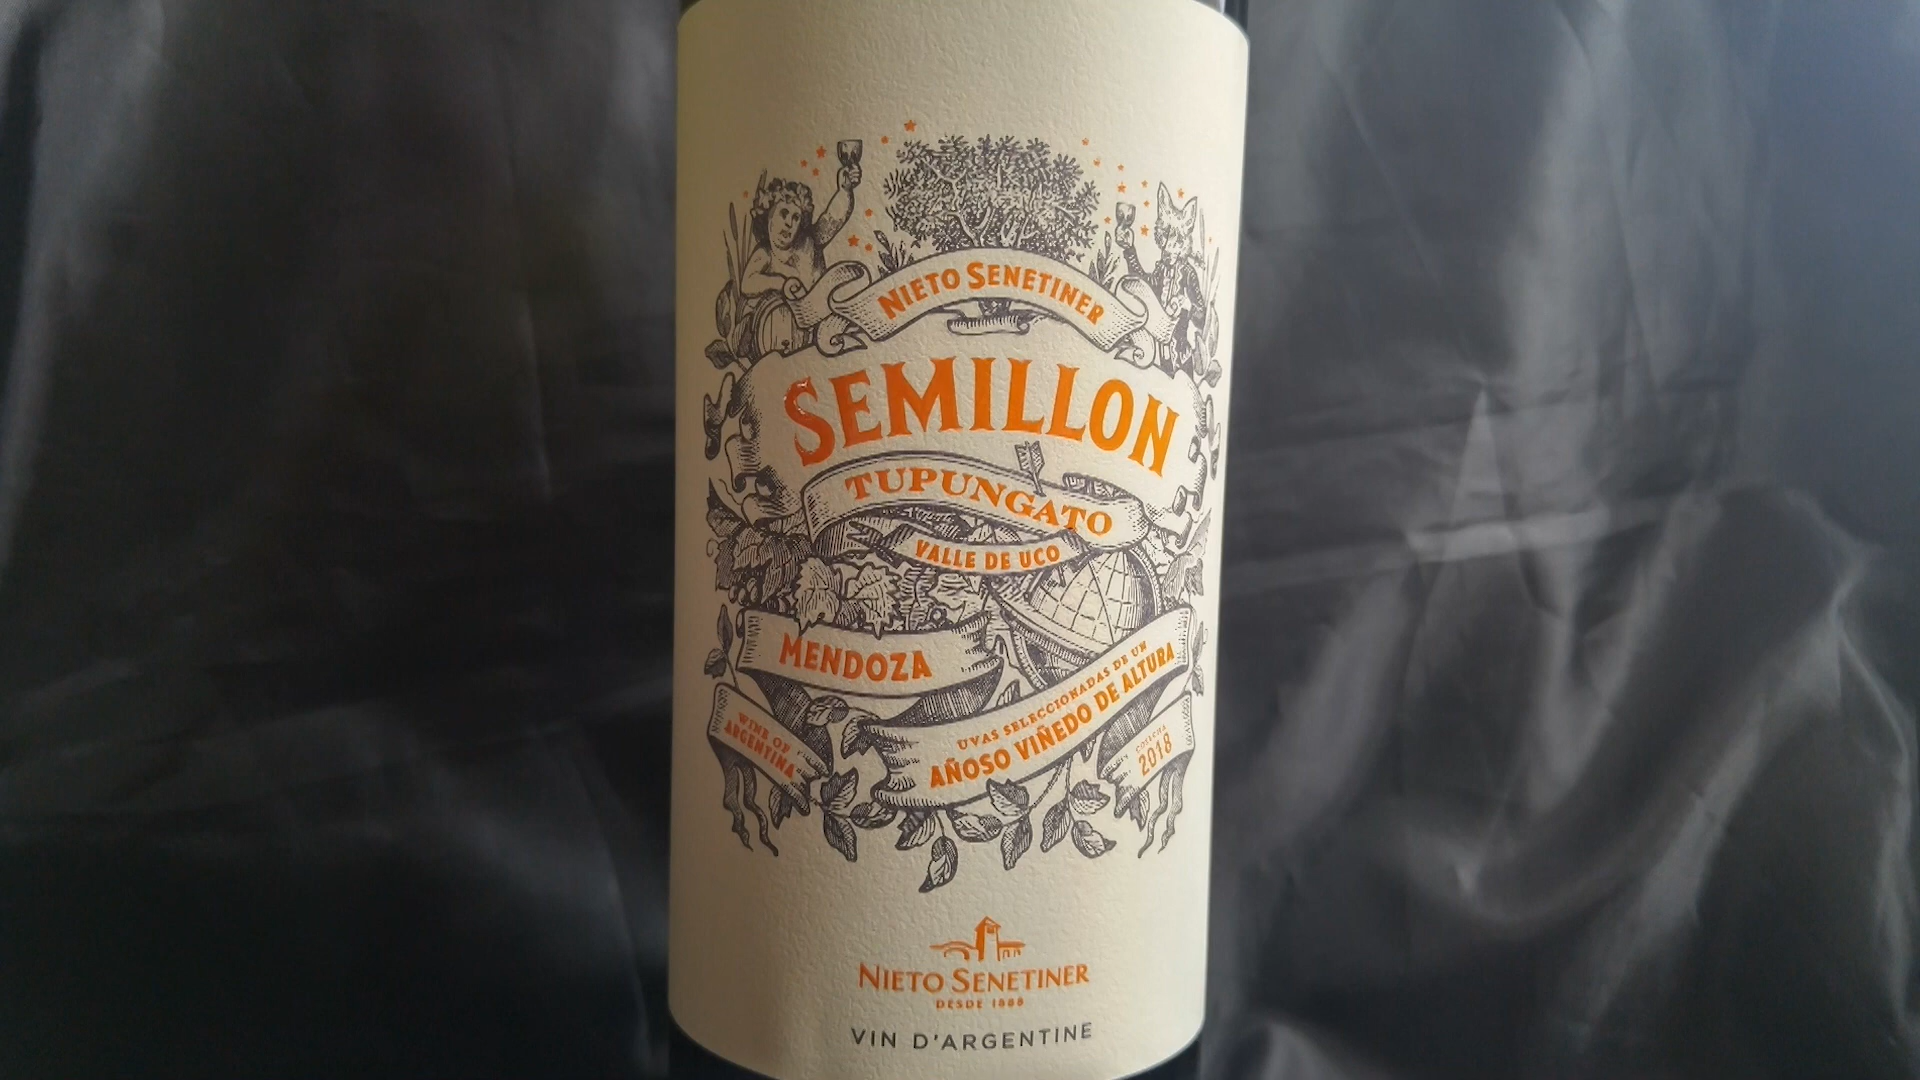 NIETO SENETINER
SEMILLON
TUPUNGATO
VALLE DE UCO
MENDOZA
WINE OF
ARGENTINA
UVAS SELECCIONADAS DE UN
AÑOSO VIÑEDO DE ALTURA
COSECHA
2018
NIETO SENETINER
DESDE 1888
VIN D'ARGENTINE